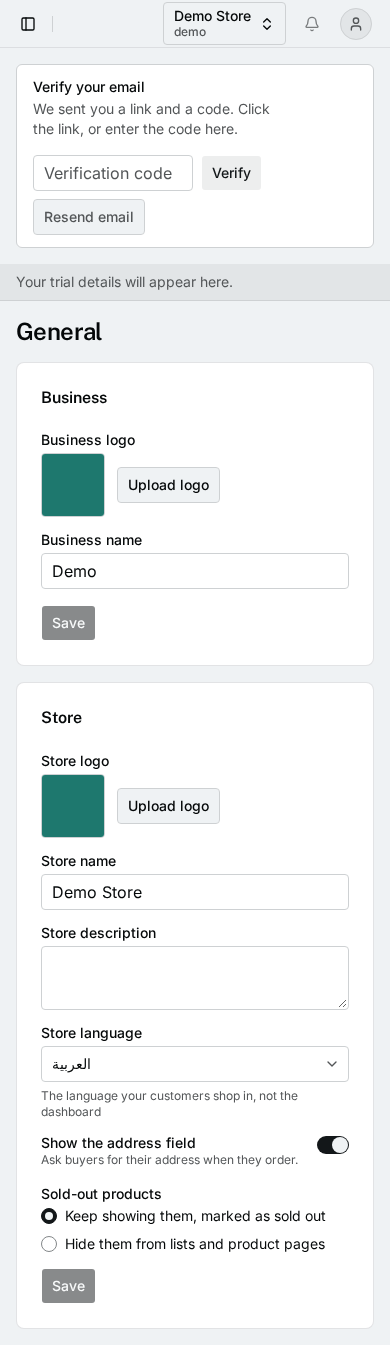 Demo Store
demo
Verify your email
We sent you a link and a code. Click
the link, or enter the code here.
Verification code
Verify
Resend email
Your trial details will appear here.
General
Business
Business logo
Upload logo
Business name
Demo
Save
Store
Store logo
Upload logo
Store name
Demo Store
Store description
Store language
العربية
The language your customers shop in, not the
dashboard
Show the address field
Ask buyers for their address when they order.
Sold-out products
Keep showing them, marked as sold out
Hide them from lists and product pages
Save